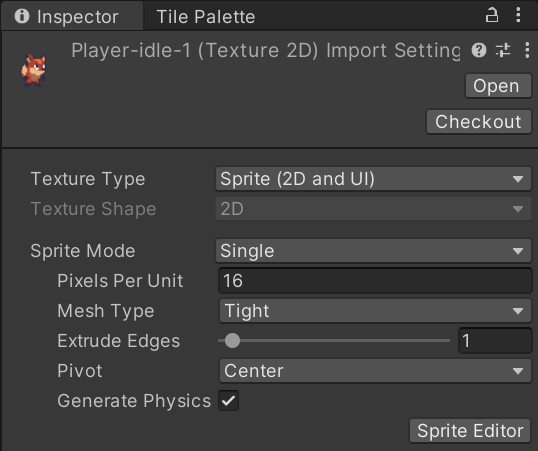 Inspector Tile Palette
Player-idle-1 (Texture 2D) Import Setting
Open
Checkout
Texture Type Sprite (2D and UI)
Texture Shape 2D
Sprite Mode Single
Pixels Per Unit 16
Mesh Type Tight
Extrude Edges 1
Pivot Center
Generate Physics
Sprite Editor